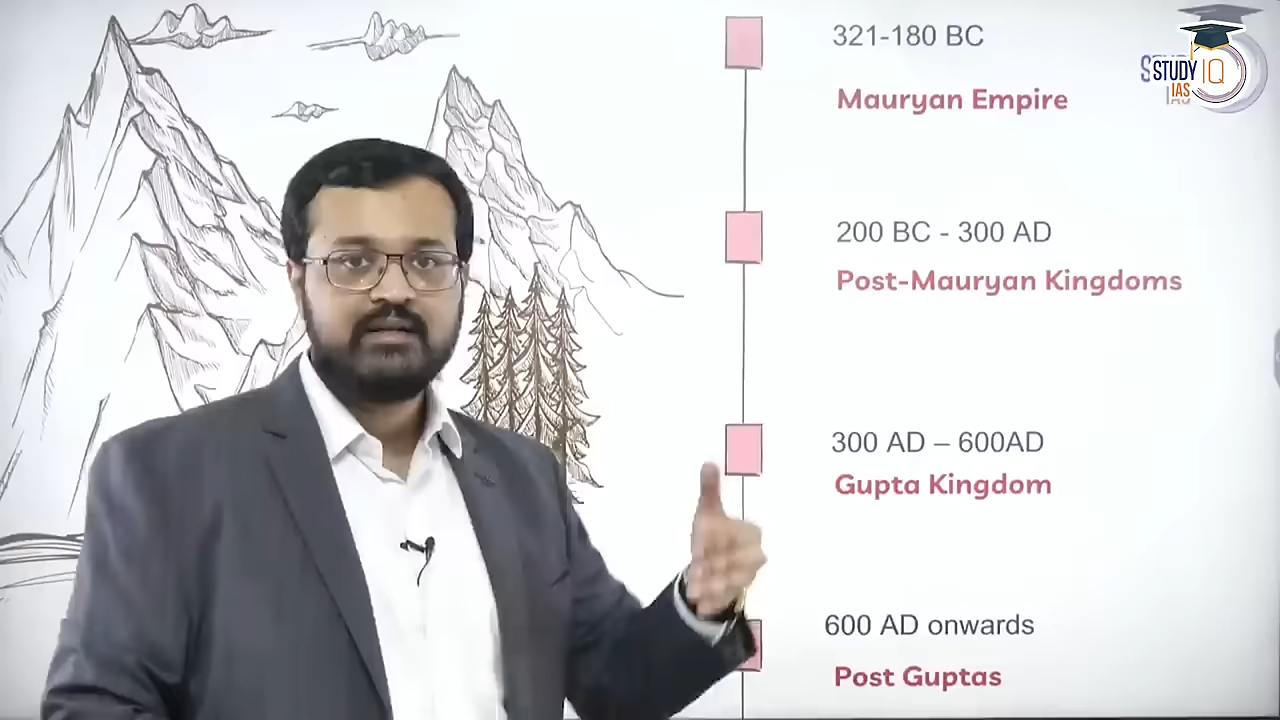 321-180 BC
Mauryan Empire
200 BC - 300 AD
Post-Mauryan Kingdoms
300 AD – 600AD
Gupta Kingdom
600 AD onwards
Post Guptas
STUDY IQ
IAS